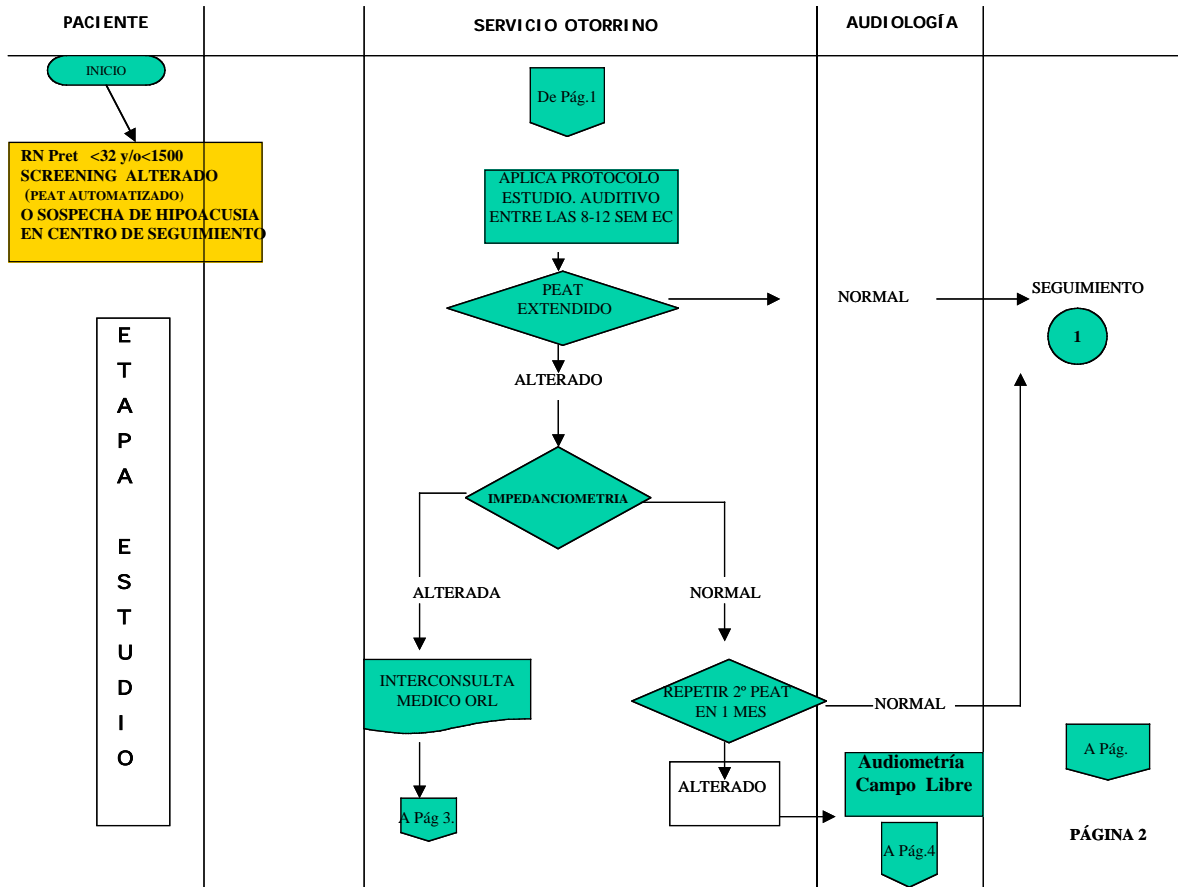 PACIENTE
SERVICIO OTORRINO
AUDIOLOGÍA
INICIO
De Pág.1
RN Pret <32 y/o<1500
SCREENING ALTERADO
(PEAT AUTOMATIZADO)
O SOSPECHA DE HIPOACUSIA
EN CENTRO DE SEGUIMIENTO
APLICA PROTOCOLO
ESTUDIO. AUDITIVO
ENTRE LAS 8-12 SEM EC
PEAT
EXTENDIDO
NORMAL
SEGUIMIENTO
1
ALTERADO
E
T
A
P
A
E
S
T
U
D
I
O
IMPEDANCIOMETRIA
ALTERADA
NORMAL
INTERCONSULTA
MEDICO ORL
REPETIR 2º PEAT
EN 1 MES
NORMAL
A Pág.
ALTERADO
Audiometría
Campo Libre
A Pág 3.
A Pág.4
PÁGINA 2